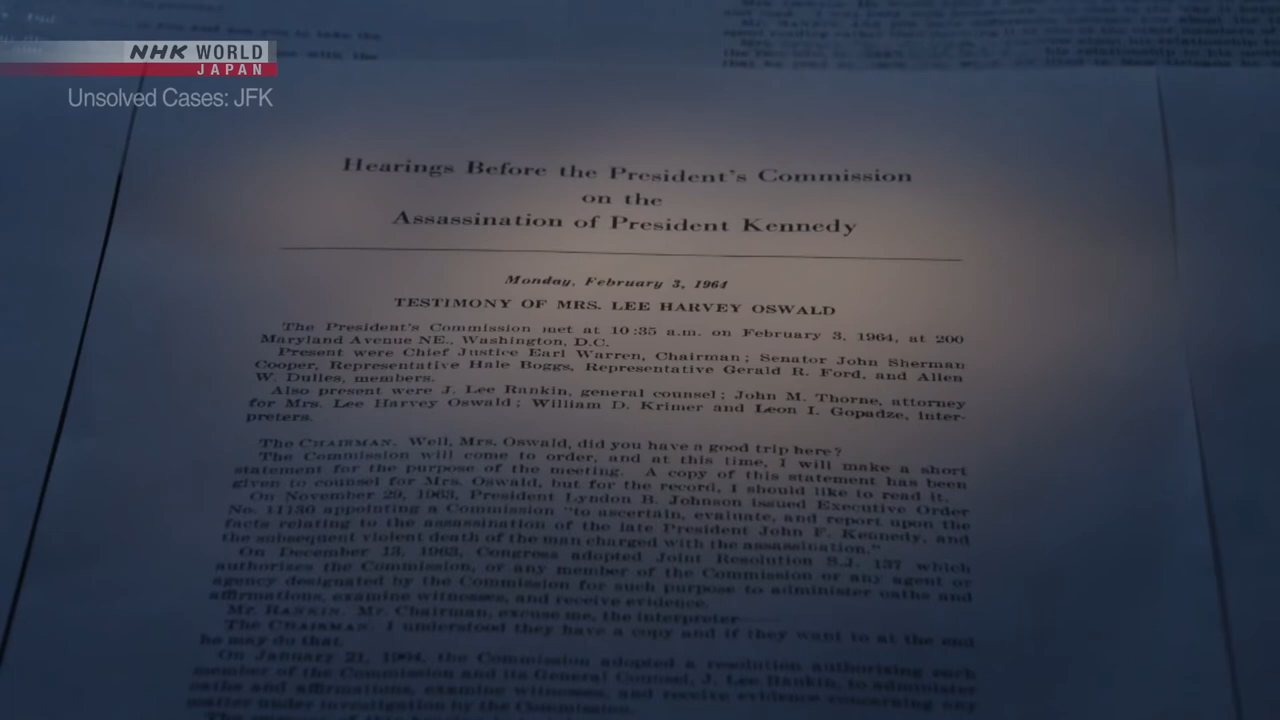 NHK WORLD
JAPAN
Unsolved Cases: JFK
Hearings Before the President's Commission
on the
Assassination of President Kennedy
Monday, February 3, 1964
TESTIMONY OF MRS. LEE HARVEY OSWALD
The President's Commission met at 10:35 a.m. on February 3, 1964, at 200
Maryland Avenue NE., Washington, D.C.
Present were Chief Justice Earl Warren, Chairman; Senator John Sherman
Cooper, Representative Hale Boggs, Representative Gerald R. Ford, and Allen
W. Dulles, members.
Also present were J. Lee Rankin, general counsel; John M. Thorne, attorney
for Mrs. Lee Harvey Oswald; William D. Krimer and Leon I. Gopadze, inter-
preters.
The CHAIRMAN. Well, Mrs. Oswald, did you have a good trip here?
The Commission will come to order, and at this time, I will make a short
statement for the purpose of the meeting. A copy of this statement has been
given to counsel for Mrs. Oswald, but for the record, I should like to read it.
On November 29, 1963, President Lyndon B. Johnson issued Executive Order
No. 11130 appointing a Commission "to ascertain, evaluate, and report upon the
facts relating to the assassination of the late President John F. Kennedy, and
the subsequent violent death of the man charged with the assassination."
On December 13, 1963, Congress adopted Joint Resolution S.J. 137 which
authorizes the Commission, or any member of the Commission or any agent or
agency designated by the Commission for such purpose to administer oaths and
affirmations, examine witnesses, and receive evidence.
Mr. RANKIN. Mr. Chairman, excuse me, the interpreter
The CHAIRMAN. I understood they have a copy and if they want to at the end
he may do that.
On January 21, 1964, the Commission adopted a resolution authorizing each
member of the Commission and its General Counsel, J. Lee Rankin, to administer
oaths and affirmations, examine witnesses, and receive evidence concerning any
matter under investigation by the Commission.